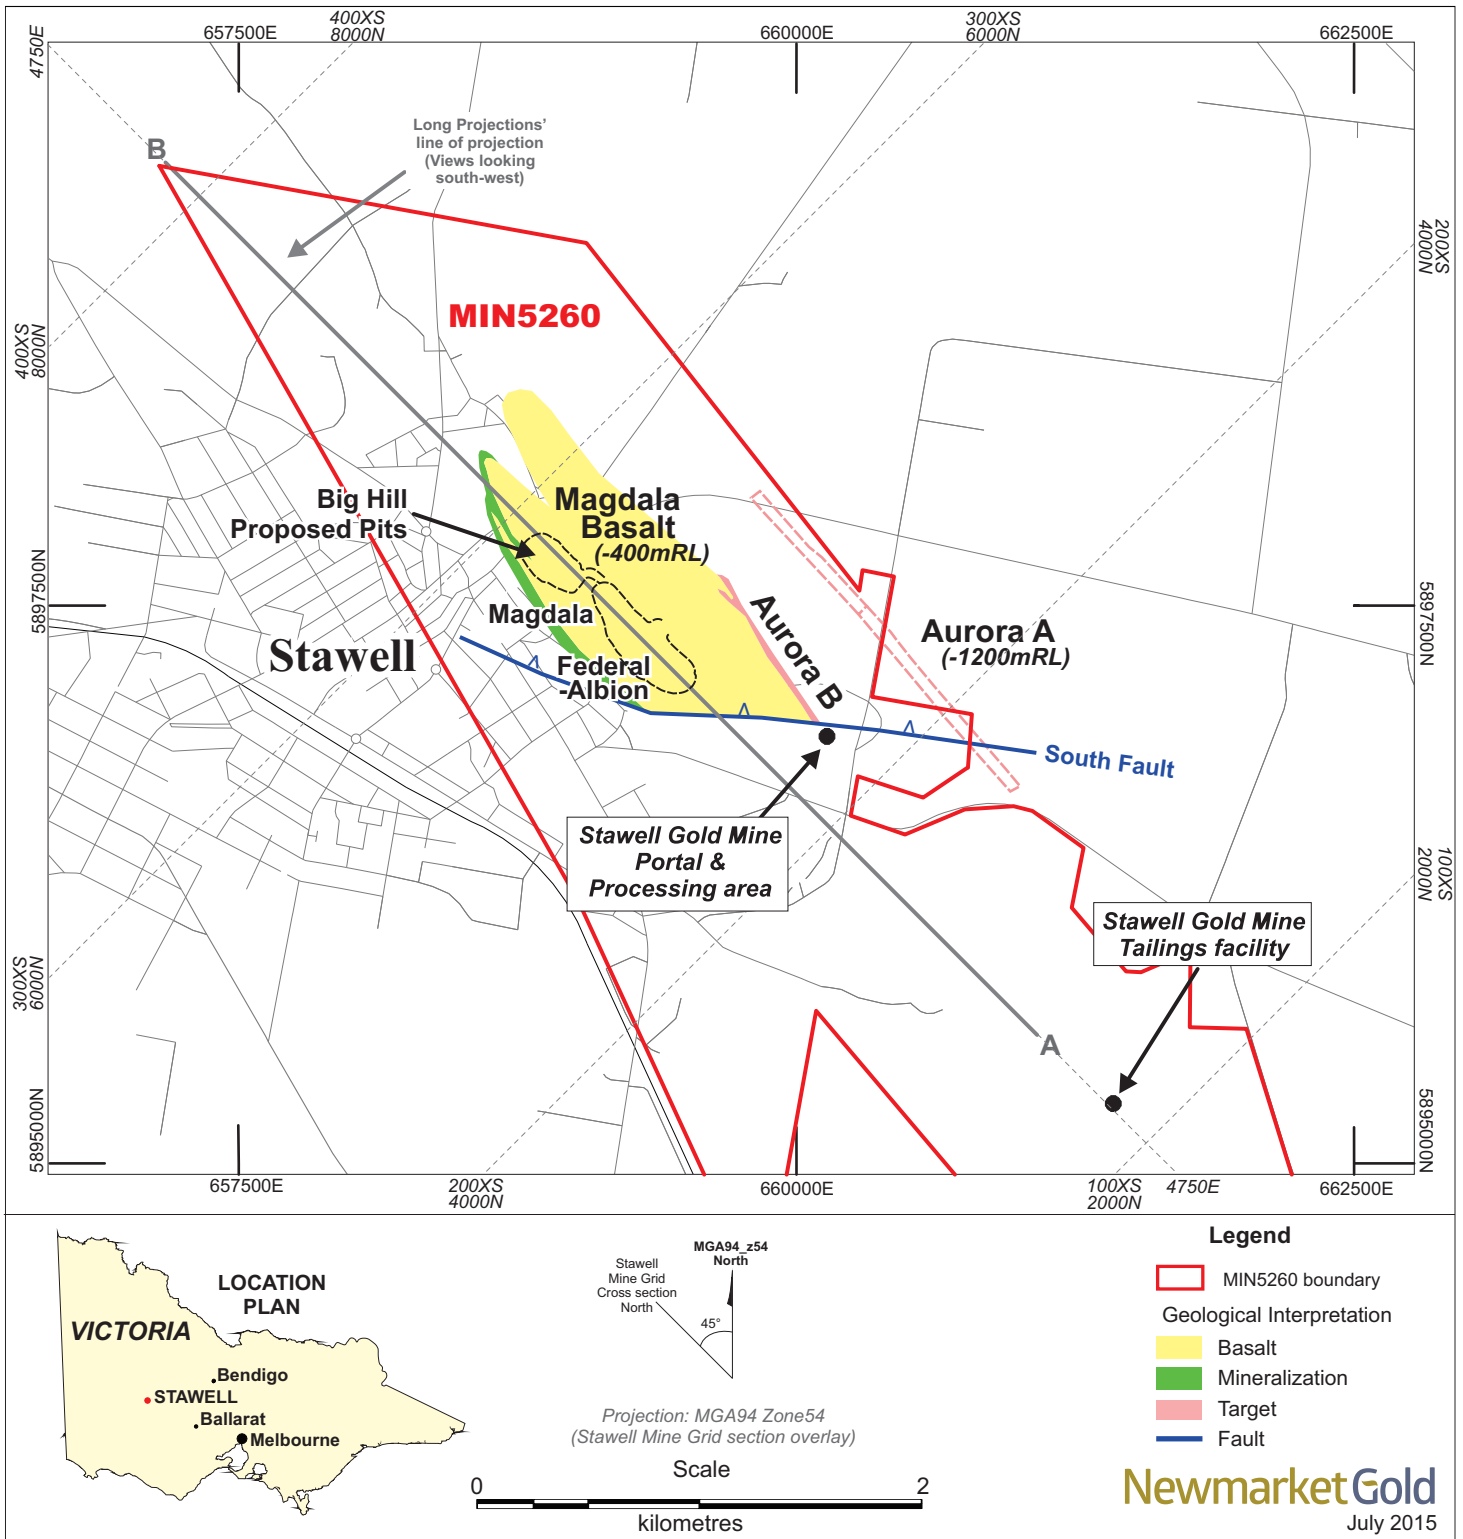 400XS
8000N
300XS
6000N
4750E
657500E
660000E
662500E
B
Long Projections'
line of projection
(Views looking
south-west)
200XS
4000N
MIN5260
400XS
8000N
Big Hill
Proposed Pits
Magdala
Basalt
(-400mRL)
5897500N
5897500N
Magdala
Stawell
Aurora B
Aurora A
(-1200mRL)
Federal
-Albion
South Fault
Stawell Gold Mine
Portal &
Processing area
100XS
2000N
Stawell Gold Mine
Tailings facility
300XS
6000N
A
5895000N
5895000N
657500E
200XS
4000N
660000E
100XS
2000N
4750E
662500E
LOCATION
PLAN
VICTORIA
Bendigo
STAWELL
Ballarat
Melbourne
MGA94_z54
North
Stawell
Mine Grid
Cross section
North
45°
Projection: MGA94 Zone54
(Stawell Mine Grid section overlay)
Scale
0
2
kilometres
Legend
MIN5260 boundary
Geological Interpretation
Basalt
Mineralization
Target
Fault
NewmarketGold
July 2015